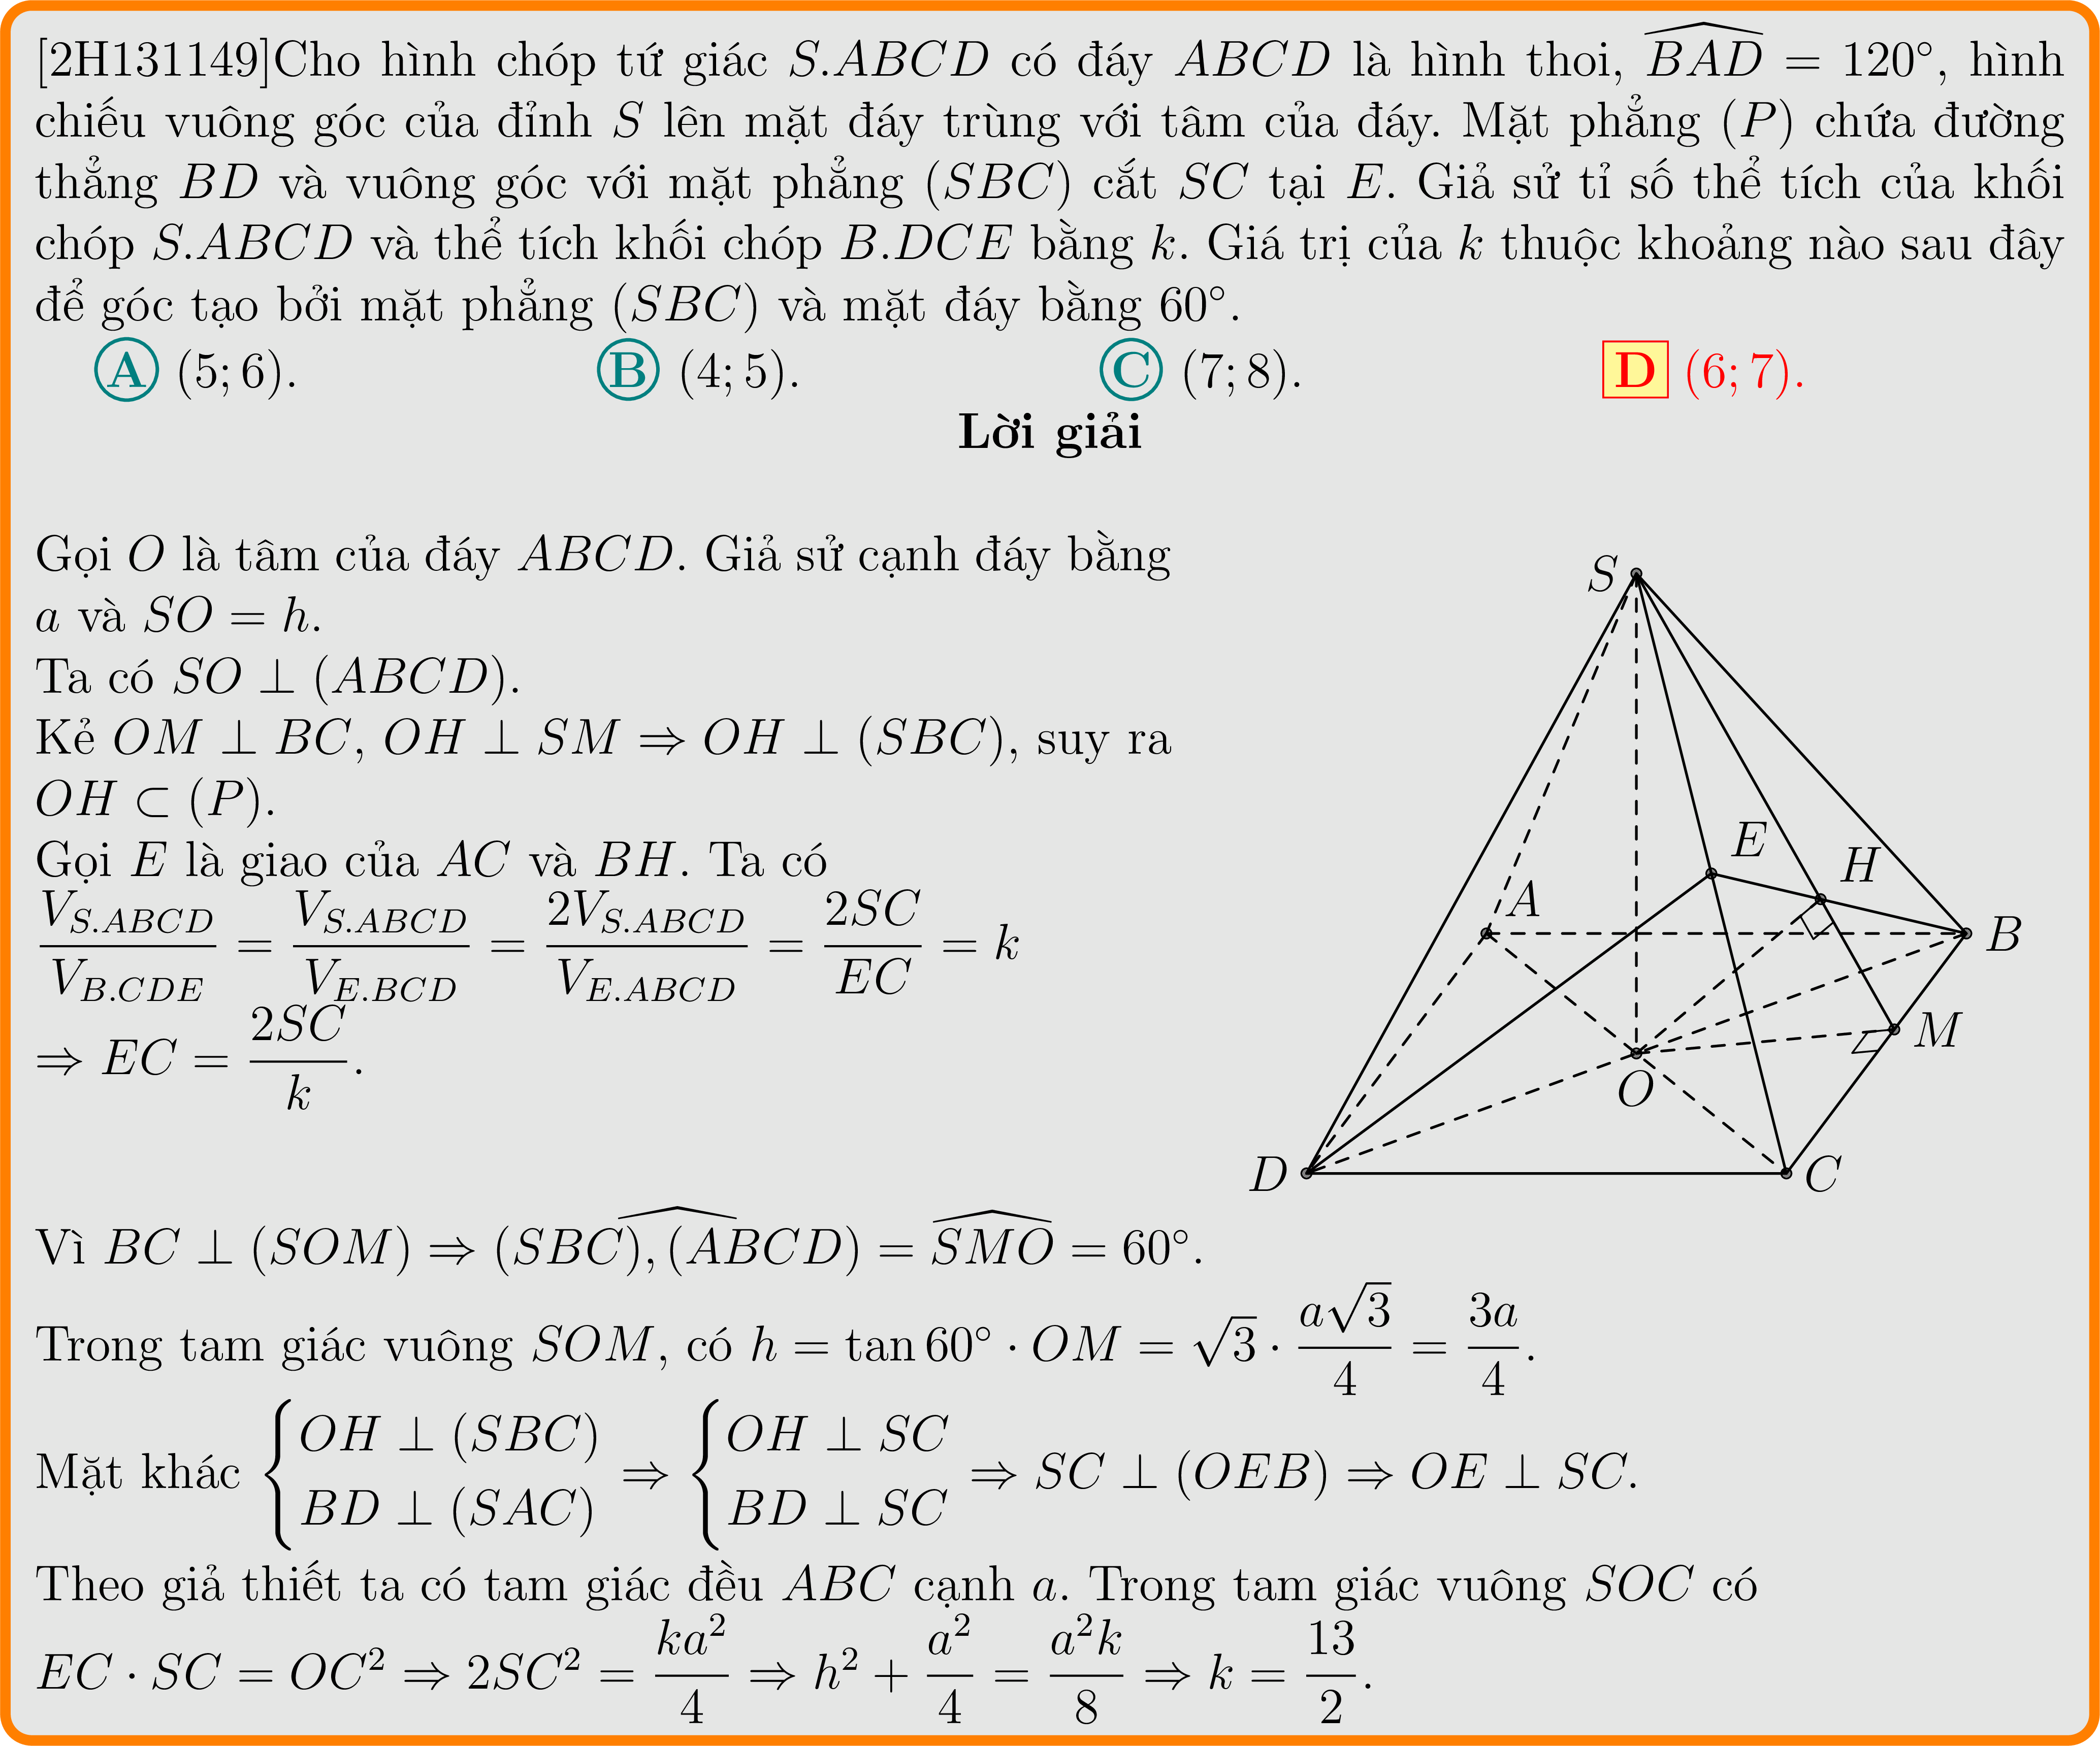 [2H131149]Cho hình chóp tứ giác S.ABCD có đáy ABCD là hình thoi, $\widehat{BAD}$ = 120°, hình
chiếu vuông góc của đỉnh S lên mặt đáy trùng với tâm của đáy. Mặt phẳng (P) chứa đường
thẳng BD và vuông góc với mặt phẳng (SBC) cắt SC tại E. Giả sử tỉ số thể tích của khối
chóp S.ABCD và thể tích khối chóp B.DCE bằng k. Giá trị của k thuộc khoảng nào sau đây
để góc tạo bởi mặt phẳng (SBC) và mặt đáy bằng 60°.
A (5; 6). B (4; 5). C (7; 8). D (6; 7).
Lời giải
Gọi O là tâm của đáy ABCD. Giả sử cạnh đáy bằng
a và SO = h.
Ta có SO ⊥ (ABCD).
Kẻ OM ⊥ BC, OH ⊥ SM ⇒ OH ⊥ (SBC), suy ra
OH ⊂ (P).
Gọi E là giao của AC và BH. Ta có
$\frac{V_{S.ABCD}}{V_{B.CDE}} = \frac{V_{S.ABCD}}{V_{E.BCD}} = \frac{2V_{S.ABCD}}{V_{E.ABCD}} = \frac{2SC}{EC} = k$
$\Rightarrow EC = \frac{2SC}{k}.$
S
E
H
A
B
M
O
D
C
Vì BC ⊥ (SOM) ⇒ $\widehat{(SBC), (ABCD)} = \widehat{SMO}$ = 60°.
Trong tam giác vuông SOM, có $h = \tan 60° \cdot OM = \sqrt{3} \cdot \frac{a\sqrt{3}}{4} = \frac{3a}{4}.$
Mặt khác $\begin{cases} OH \perp (SBC) \\ BD \perp (SAC) \end{cases} \Rightarrow \begin{cases} OH \perp SC \\ BD \perp SC \end{cases} \Rightarrow SC \perp (OEB) \Rightarrow OE \perp SC.$
Theo giả thiết ta có tam giác đều ABC cạnh a. Trong tam giác vuông SOC có
$EC \cdot SC = OC^2 \Rightarrow 2SC^2 = \frac{ka^2}{4} \Rightarrow h^2 + \frac{a^2}{4} = \frac{a^2k}{8} \Rightarrow k = \frac{13}{2}.$